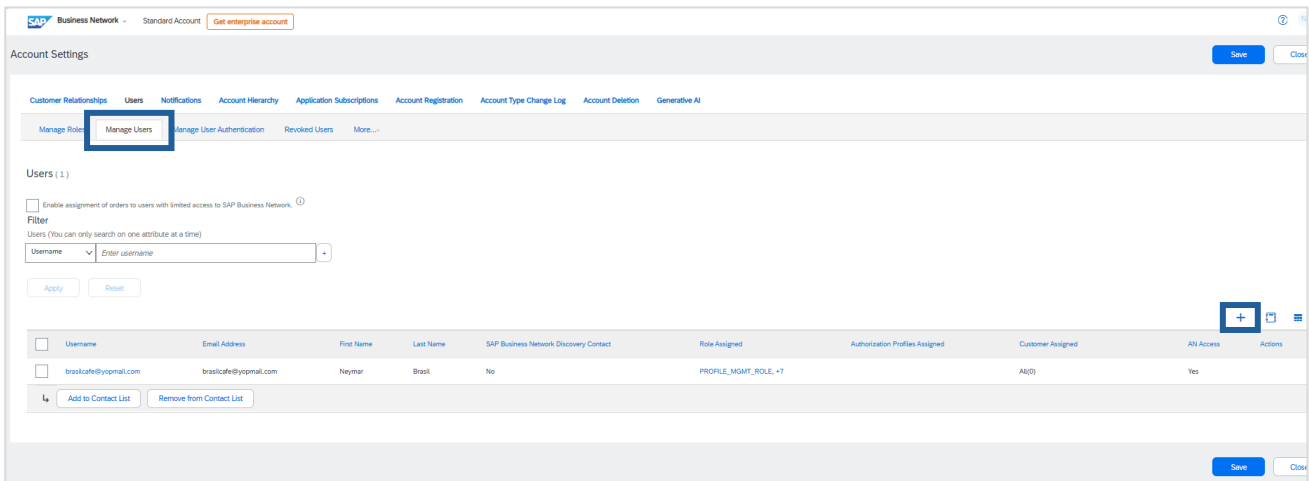 SAP Business Network Standard Account Get enterprise account
Account Settings Save Close
Customer Relationships Users Notifications Account Hierarchy Application Subscriptions Account Registration Account Type Change Log Account Deletion Generative AI
Manage Roles Manage Users Manage User Authentication Revoked Users More...
Users ( 1 )
Enable assignment of orders to users with limited access to SAP Business Network.
Filter
Users (You can only search on one attribute at a time)
Username Enter username +
Apply Reset
+
Username Email Address First Name Last Name SAP Business Network Discovery Contact Role Assigned Authorization Profiles Assigned Customer Assigned AN Access Actions
brasilcafe@yopmail.com brasilcafe@yopmail.com Neymar Brasil No PROFILE_MGMT_ROLE, +7 All(0) Yes
Add to Contact List Remove from Contact List
Save Close